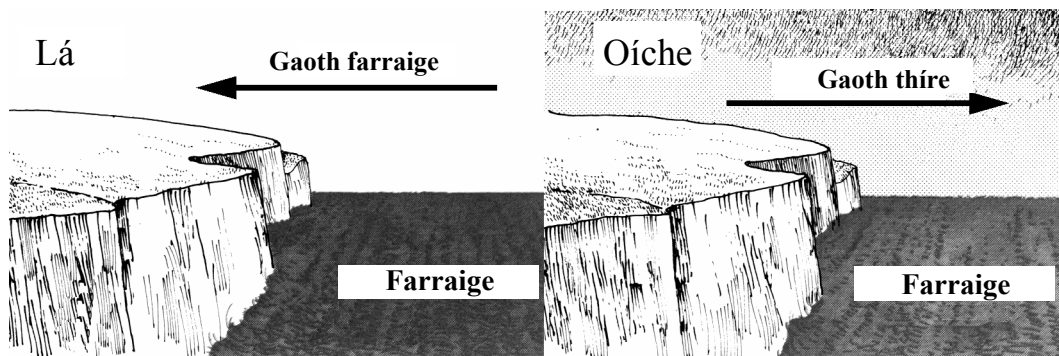 Lá
Gaoth farraige
Farraige
Oíche
Gaoth thíre
Farraige